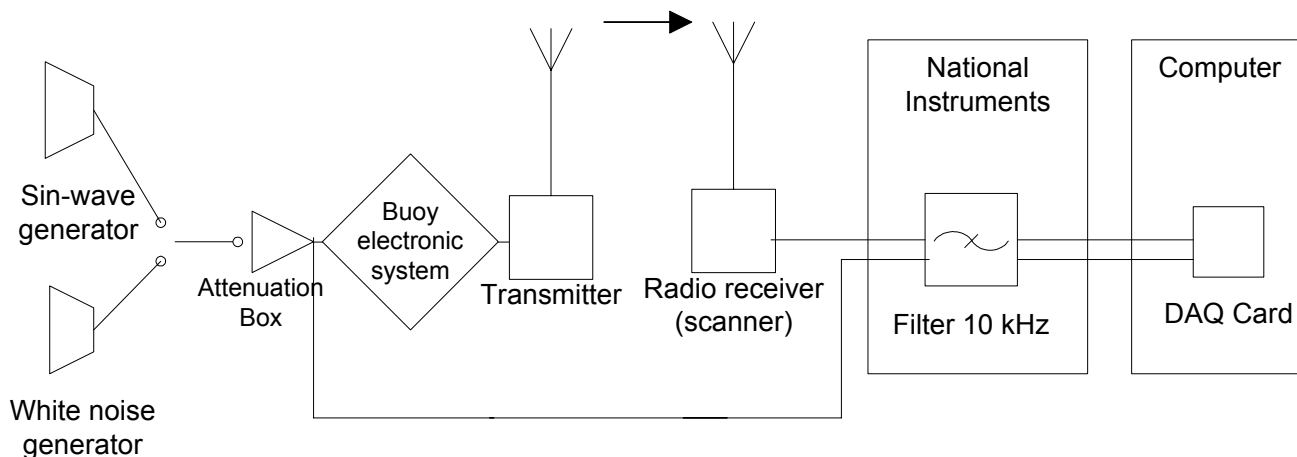 Sin-wave
generator
White noise
generator
Attenuation
Box
Buoy
electronic
system
Transmitter
Radio receiver
(scanner)
National
Instruments
Filter 10 kHz
Computer
DAQ Card